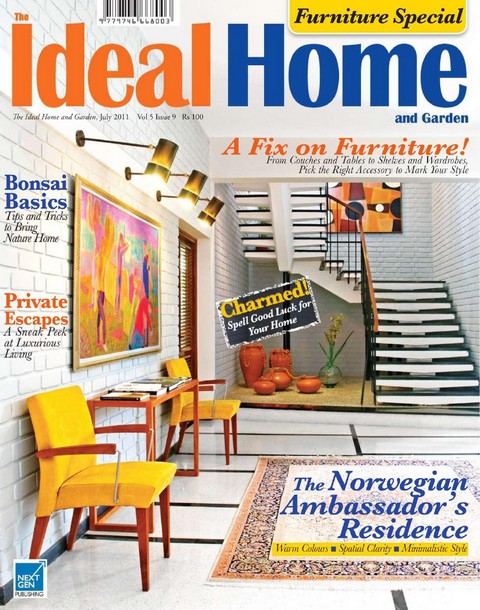 Furniture Special
9779746668003
The Ideal Home
and Garden
The Ideal Home and Garden, July 2011 Vol 5 Issue 9 Rs 100
A Fix on Furniture!
From Couches and Tables to Shelves and Wardrobes,
Pick the Right Accessory to Mark Your Style
Bonsai
Basics
Tips and Tricks
to Bring
Nature Home
Private
Escapes
A Sneak Peek
at Luxurious
Living
Charmed!
Spell Good Luck for
Your Home
The Norwegian
Ambassador's
Residence
Warm Colours ■ Spatial Clarity ■ Minimalistic Style
NEXT
GEN
PUBLISHING